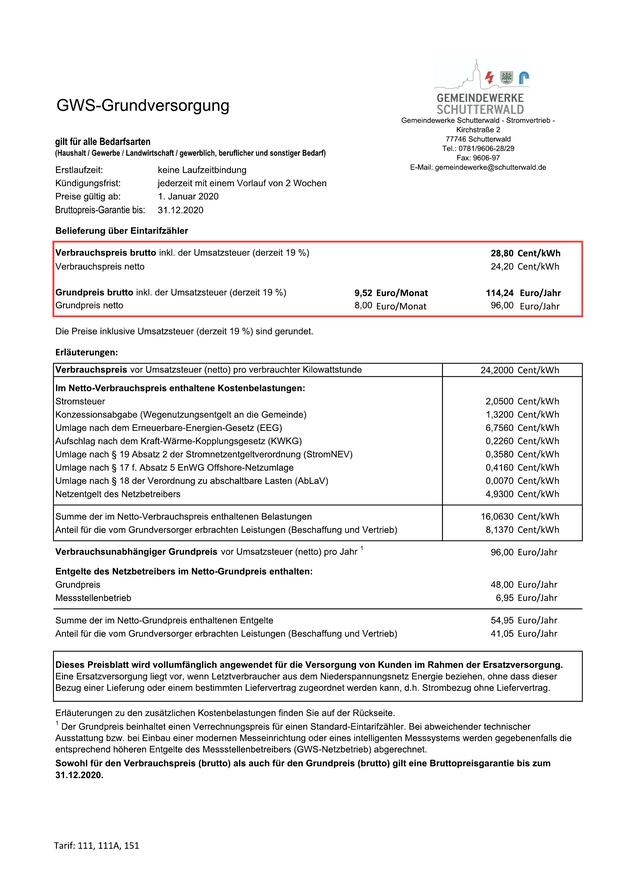 GEMEINDEWERKE
SCHUTTERWALD
GWS-Grundversorgung
Gemeindewerke Schutterwald - Stromvertrieb -
Kirchstraße 2
77746 Schutterwald
Tel.: 0781/9606-28/29
Fax: 9606-97
E-Mail: gemeindewerke@schutterwald.de
gilt für alle Bedarfsarten
(Haushalt / Gewerbe / Landwirtschaft / gewerblich, beruflicher und sonstiger Bedarf)
Erstlaufzeit: keine Laufzeitbindung
Kündigungsfrist: jederzeit mit einem Vorlauf von 2 Wochen
Preise gültig ab: 1. Januar 2020
Bruttopreis-Garantie bis: 31.12.2020
Belieferung über Eintarifzähler
Verbrauchspreis brutto inkl. der Umsatzsteuer (derzeit 19 %) 28,80 Cent/kWh
Verbrauchspreis netto 24,20 Cent/kWh
Grundpreis brutto inkl. der Umsatzsteuer (derzeit 19 %) 9,52 Euro/Monat 114,24 Euro/Jahr
Grundpreis netto 8,00 Euro/Monat 96,00 Euro/Jahr
Die Preise inklusive Umsatzsteuer (derzeit 19 %) sind gerundet.
Erläuterungen:
Verbrauchspreis vor Umsatzsteuer (netto) pro verbrauchter Kilowattstunde 24,2000 Cent/kWh
Im Netto-Verbrauchspreis enthaltene Kostenbelastungen:
Stromsteuer 2,0500 Cent/kWh
Konzessionsabgabe (Wegenutzungsentgelt an die Gemeinde) 1,3200 Cent/kWh
Umlage nach dem Erneuerbare-Energien-Gesetz (EEG) 6,7560 Cent/kWh
Aufschlag nach dem Kraft-Wärme-Kopplungsgesetz (KWKG) 0,2260 Cent/kWh
Umlage nach § 19 Absatz 2 der Stromnetzentgeltverordnung (StromNEV) 0,3580 Cent/kWh
Umlage nach § 17 f. Absatz 5 EnWG Offshore-Netzumlage 0,4160 Cent/kWh
Umlage nach § 18 der Verordnung zu abschaltbare Lasten (AbLaV) 0,0070 Cent/kWh
Netzentgelt des Netzbetreibers 4,9300 Cent/kWh
Summe der im Netto-Verbrauchspreis enthaltenen Belastungen 16,0630 Cent/kWh
Anteil für die vom Grundversorger erbrachten Leistungen (Beschaffung und Vertrieb) 8,1370 Cent/kWh
Verbrauchsunabhängiger Grundpreis vor Umsatzsteuer (netto) pro Jahr 1 96,00 Euro/Jahr
Entgelte des Netzbetreibers im Netto-Grundpreis enthalten:
Grundpreis 48,00 Euro/Jahr
Messstellenbetrieb 6,95 Euro/Jahr
Summe der im Netto-Grundpreis enthaltenen Entgelte 54,95 Euro/Jahr
Anteil für die vom Grundversorger erbrachten Leistungen (Beschaffung und Vertrieb) 41,05 Euro/Jahr
Dieses Preisblatt wird vollumfänglich angewendet für die Versorgung von Kunden im Rahmen der Ersatzversorgung.
Eine Ersatzversorgung liegt vor, wenn Letztverbraucher aus dem Niederspannungsnetz Energie beziehen, ohne dass dieser
Bezug einer Lieferung oder einem bestimmten Liefervertrag zugeordnet werden kann, d.h. Strombezug ohne Liefervertrag.
Erläuterungen zu den zusätzlichen Kostenbelastungen finden Sie auf der Rückseite.
1 Der Grundpreis beinhaltet einen Verrechnungspreis für einen Standard-Eintarifzähler. Bei abweichender technischer
Ausstattung bzw. bei Einbau einer modernen Messeinrichtung oder eines intelligenten Messsystems werden gegebenenfalls die
entsprechend höheren Entgelte des Messstellenbetreibers (GWS-Netzbetrieb) abgerechnet.
Sowohl für den Verbrauchspreis (brutto) als auch für den Grundpreis (brutto) gilt eine Bruttopreisgarantie bis zum
31.12.2020.
Tarif: 111, 111A, 151